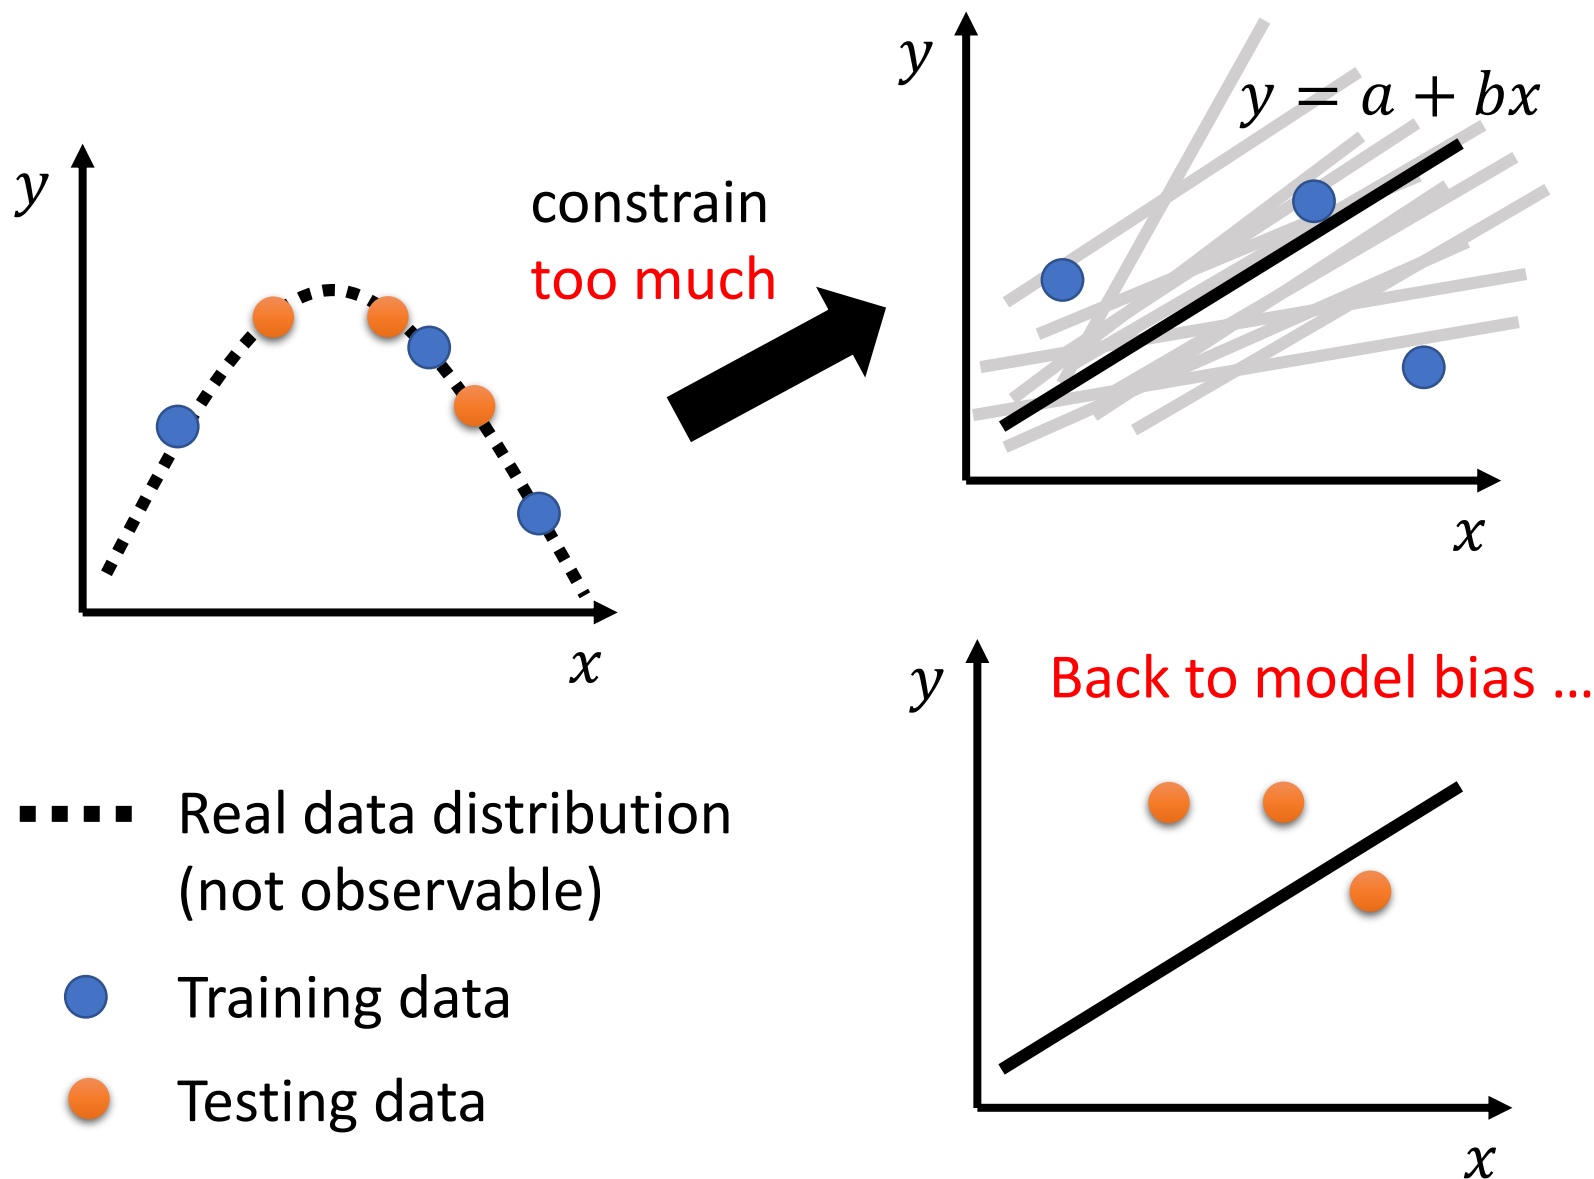 y
x
constrain
too much
y
y = a + bx
x
Real data distribution
(not observable)
Training data
Testing data
y
Back to model bias ...
x